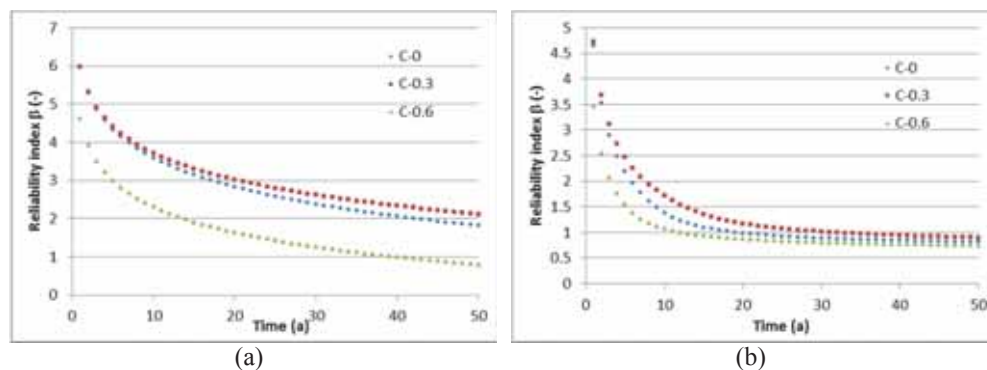 7
6
5
4
3
2
1
0
Reliability index β (-)
C-0
C-0.3
C-0.6
0 10 20 30 40 50
Time (a)
(a)
5
4.5
4
3.5
3
2.5
2
1.5
1
0.5
0
Reliability index β (-)
C-0
C-0.3
C-0.6
0 10 20 30 40 50
Time (a)
(b)